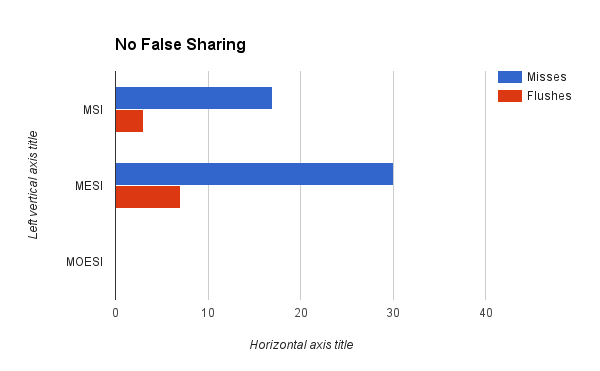 No False Sharing
Misses
Flushes
MSI
MESI
MOESI
Left vertical axis title
0 10 20 30 40
Horizontal axis title